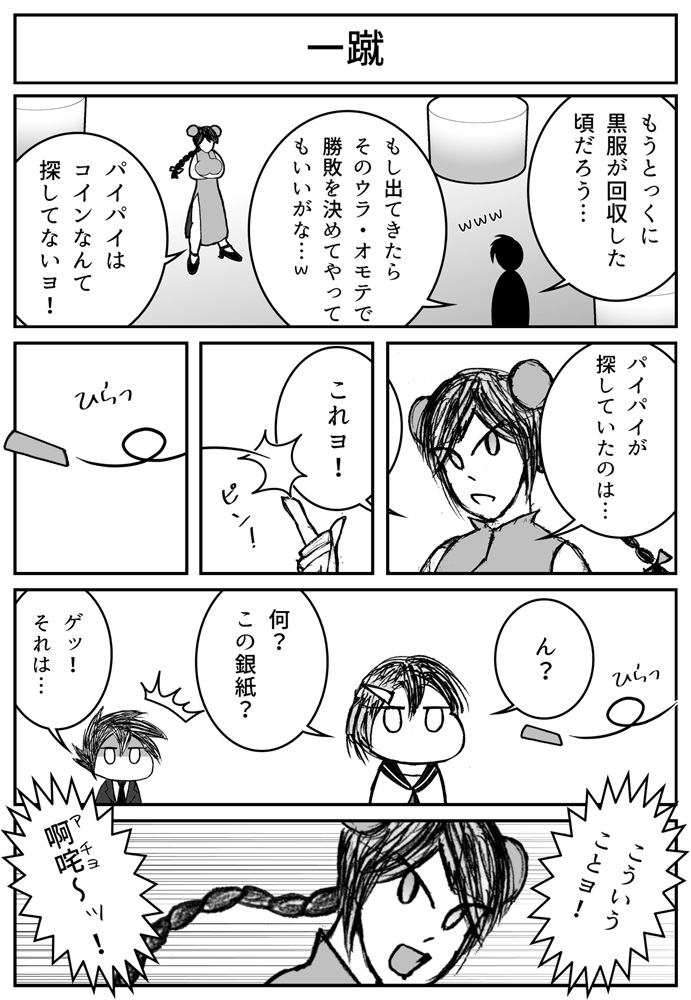 一蹴
もうとっくに
黒服が回収した
頃だろう…
www
もし出てきたら
そのウラ・オモテで
勝敗を決めてやって
もいいがな…w
パイパイは
コインなんて
探してないヨ！
パイパイが
探していたのは…
これヨ！
ピン！
ひらっ
ひらっ
ん？
何？
この銀紙？
ゲッ！
それは…
こういう
ことヨ！
啊咤～ッ！
アチョ